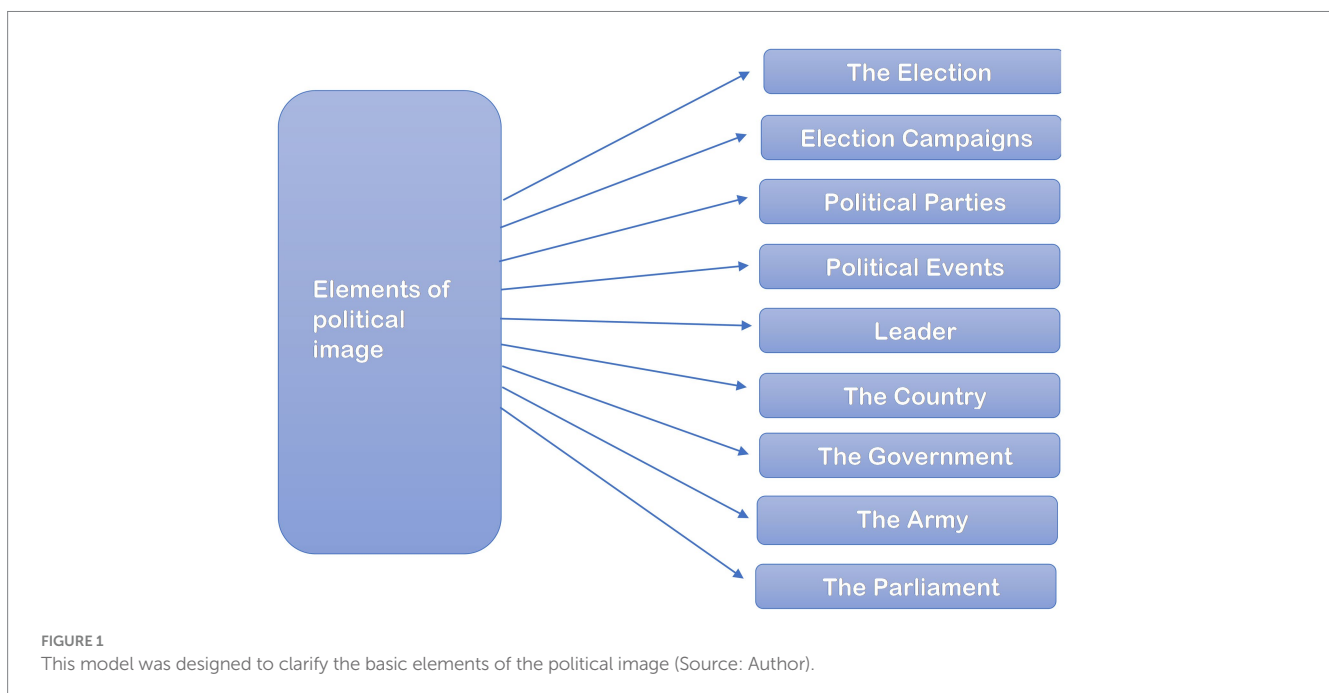 Elements of
political
image
The Election
Election Campaigns
Political Parties
Political Events
Leader
The Country
The Government
The Army
The Parliament
FIGURE 1
This model was designed to clarify the basic elements of the political image (Source: Author).